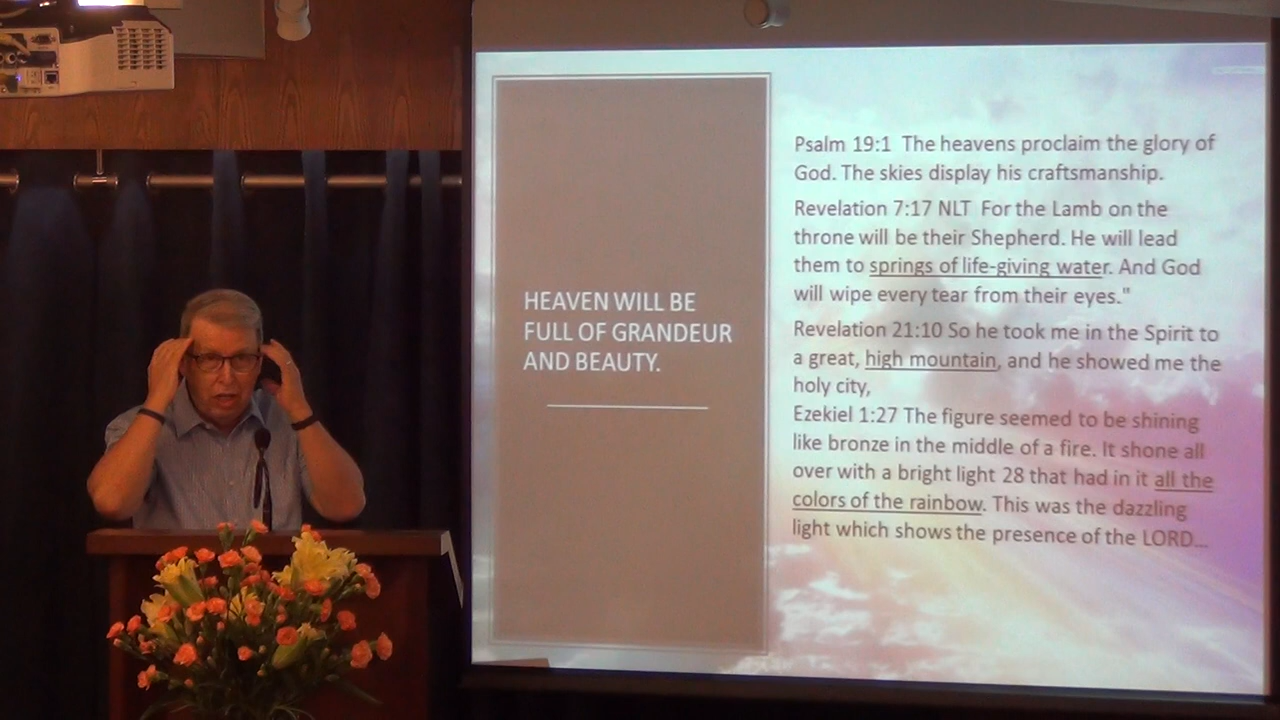 HEAVEN WILL BE
FULL OF GRANDEUR
AND BEAUTY.
Psalm 19:1 The heavens proclaim the glory of
God. The skies display his craftsmanship.
Revelation 7:17 NLT For the Lamb on the
throne will be their Shepherd. He will lead
them to springs of life-giving water. And God
will wipe every tear from their eyes."
Revelation 21:10 So he took me in the Spirit to
a great, high mountain, and he showed me the
holy city,
Ezekiel 1:27 The figure seemed to be shining
like bronze in the middle of a fire. It shone all
over with a bright light 28 that had in it all the
colors of the rainbow. This was the dazzling
light which shows the presence of the LORD...